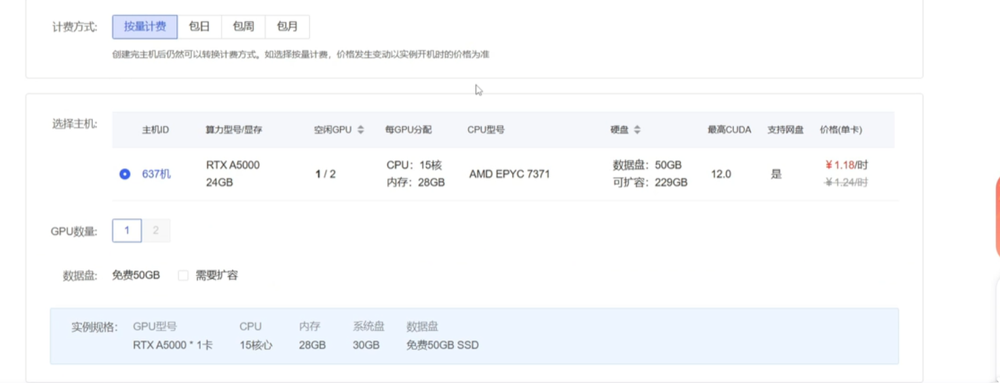 计费方式: 按量计费 包日 包周 包月
创建完主机后仍然可以转换计费方式。如选择按量计费，价格发生变动以实例开机时的价格为准
选择主机: 主机ID 算力型号/显存 空闲GPU 每GPU分配 CPU型号 硬盘 最高CUDA 支持网盘 价格(单卡)
RTX A5000 CPU：15核 数据盘：50GB ￥1.18/时
637机 1 / 2 AMD EPYC 7371 12.0 是
24GB 内存：28GB 可扩容：229GB ￥1.24/时
GPU数量: 1 2
数据盘: 免费50GB 需要扩容
实例规格: GPU型号 CPU 内存 系统盘 数据盘
RTX A5000 * 1卡 15核心 28GB 30GB 免费50GB SSD